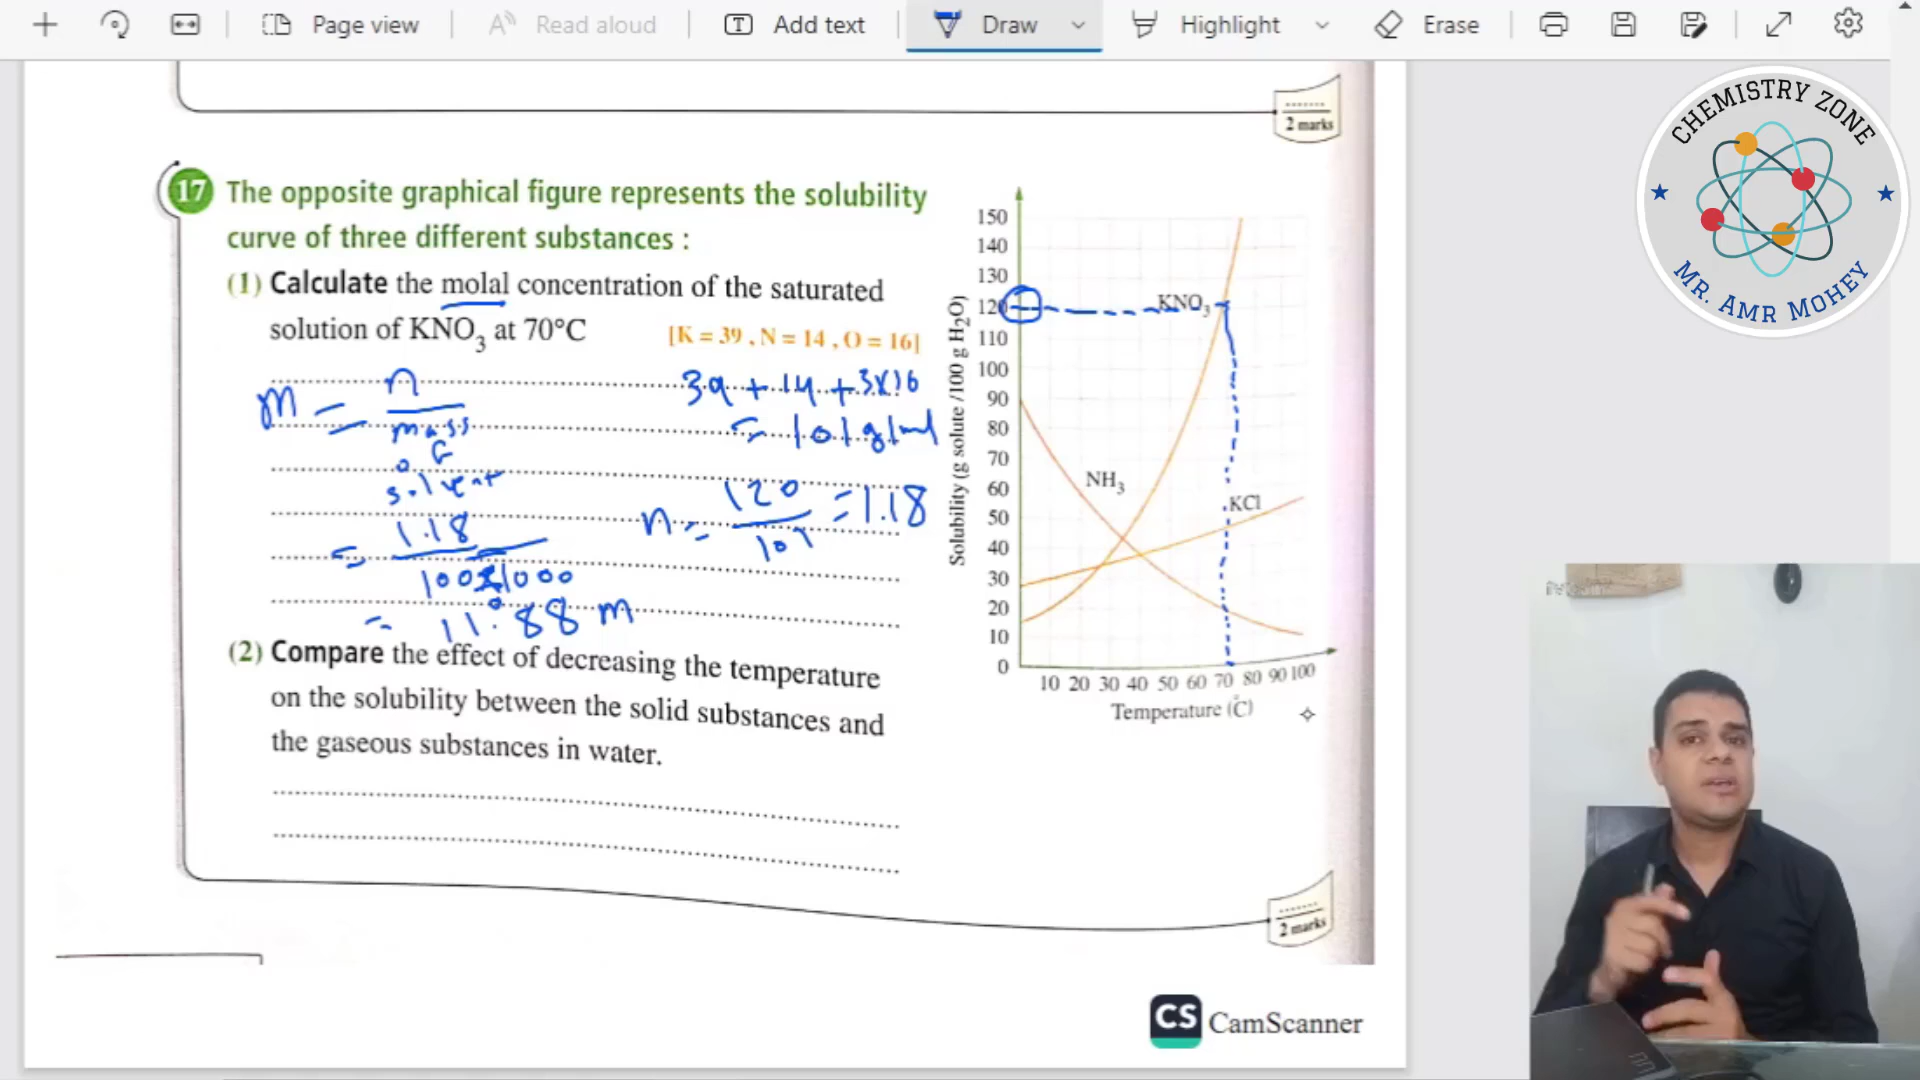 Page view
Read aloud
Add text
Draw
Highlight
Erase
2 marks
CHEMISTRY ZONE
MR. AMR MOHEY
17 The opposite graphical figure represents the solubility
curve of three different substances :
(1) Calculate the molal concentration of the saturated
solution of KNO3 at 70°C
[K = 39 , N = 14 , O = 16]
m = n
mass
of
solvent
= 1.18
100 1000
= 11.88 m
39 + 14 + 3x16
= 101 g/mol
n = 120
101
= 1.18
(2) Compare the effect of decreasing the temperature
on the solubility between the solid substances and
the gaseous substances in water.
Solubility (g solute /100 g H2O)
150
140
130
120
110
100
90
80
70
60
50
40
30
20
10
0
KNO3
NH3
KCl
10 20 30 40 50 60 70 80 90 100
Temperature (°C)
2 marks
CS CamScanner